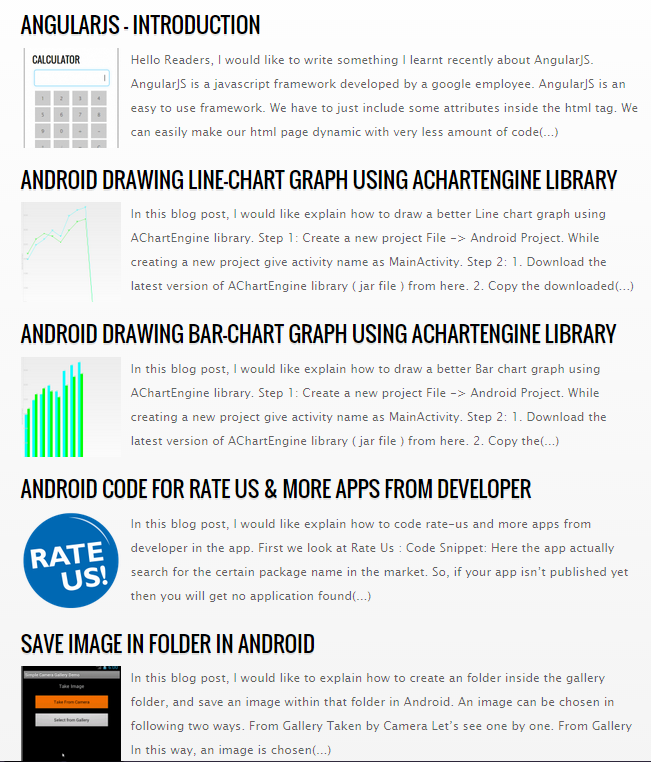 ANGULARJS - INTRODUCTION
CALCULATOR
1 2 3 4
5 6 7 8
9 0 + -
Hello Readers, I would like to write something I learnt recently about AngularJS.
AngularJS is a javascript framework developed by a google employee. AngularJS is an
easy to use framework. We have to just include some attributes inside the html tag. We
can easily make our html page dynamic with very less amount of code(...)
ANDROID DRAWING LINE-CHART GRAPH USING ACHARTENGINE LIBRARY
In this blog post, I would like explain how to draw a better Line chart graph using
AChartEngine library. Step 1: Create a new project File -> Android Project. While
creating a new project give activity name as MainActivity. Step 2: 1. Download the
latest version of AChartEngine library ( jar file ) from here. 2. Copy the downloaded(...)
ANDROID DRAWING BAR-CHART GRAPH USING ACHARTENGINE LIBRARY
In this blog post, I would like explain how to draw a better Bar chart graph using
AChartEngine library. Step 1: Create a new project File -> Android Project. While
creating a new project give activity name as MainActivity. Step 2: 1. Download the
latest version of AChartEngine library ( jar file ) from here. 2. Copy the(...)
ANDROID CODE FOR RATE US & MORE APPS FROM DEVELOPER
RATE
US!
In this blog post, I would like explain how to code rate-us and more apps from
developer in the app. First we look at Rate Us : Code Snippet: Here the app actually
search for the certain package name in the market. So, if your app isn’t published yet
then you will get no application found(...)
SAVE IMAGE IN FOLDER IN ANDROID
Simple Camera Gallery Demo
Take Image
Take From Camera
Select from Gallery
In this blog post, I would like to explain how to create an folder inside the gallery
folder, and save an image within that folder in Android. An image can be chosen in
following two ways. From Gallery Taken by Camera Let’s see one by one. From Gallery
In this way, an image is chosen(...)